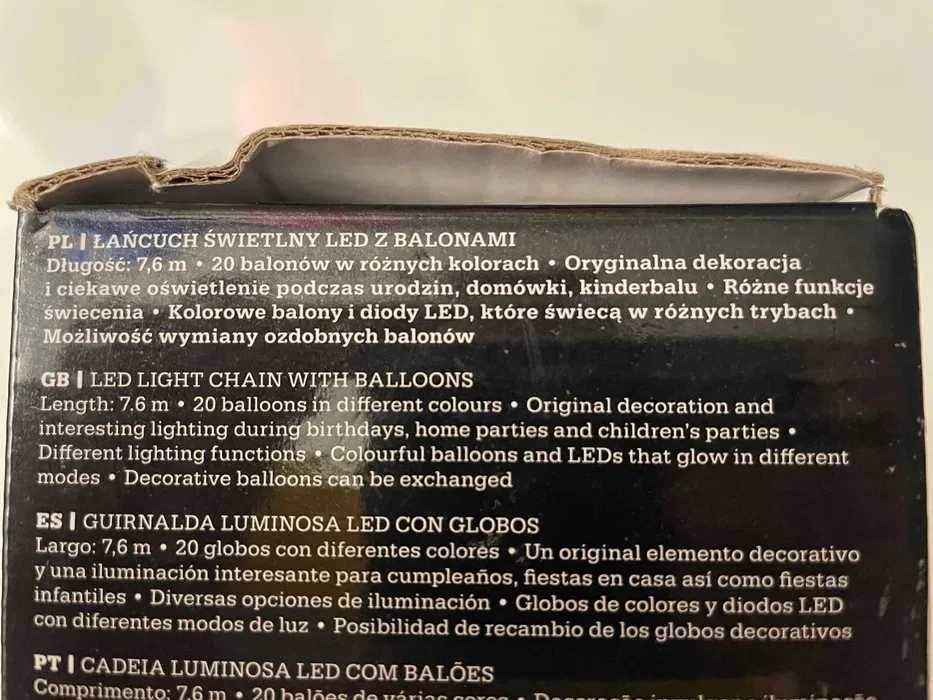 PL | ŁAŃCUCH ŚWIETLNY LED Z BALONAMI
Długość: 7,6 m • 20 balonów w różnych kolorach • Oryginalna dekoracja
i ciekawe oświetlenie podczas urodzin, domówki, kinderbalu • Różne funkcje
świecenia • Kolorowe balony i diody LED, które świecą w różnych trybach •
Możliwość wymiany ozdobnych balonów
GB | LED LIGHT CHAIN WITH BALLOONS
Length: 7.6 m • 20 balloons in different colours • Original decoration and
interesting lighting during birthdays, home parties and children's parties •
Different lighting functions • Colourful balloons and LEDs that glow in different
modes • Decorative balloons can be exchanged
ES | GUIRNALDA LUMINOSA LED CON GLOBOS
Largo: 7,6 m • 20 globos con diferentes colores • Un original elemento decorativo
y una iluminación interesante para cumpleaños, fiestas en casa así como fiestas
infantiles • Diversas opciones de iluminación • Globos de colores y diodos LED
con diferentes modos de luz • Posibilidad de recambio de los globos decorativos
PT | CADEIA LUMINOSA LED COM BALÕES
Comprimento: 7,6 m • 20 balões de várias cores •